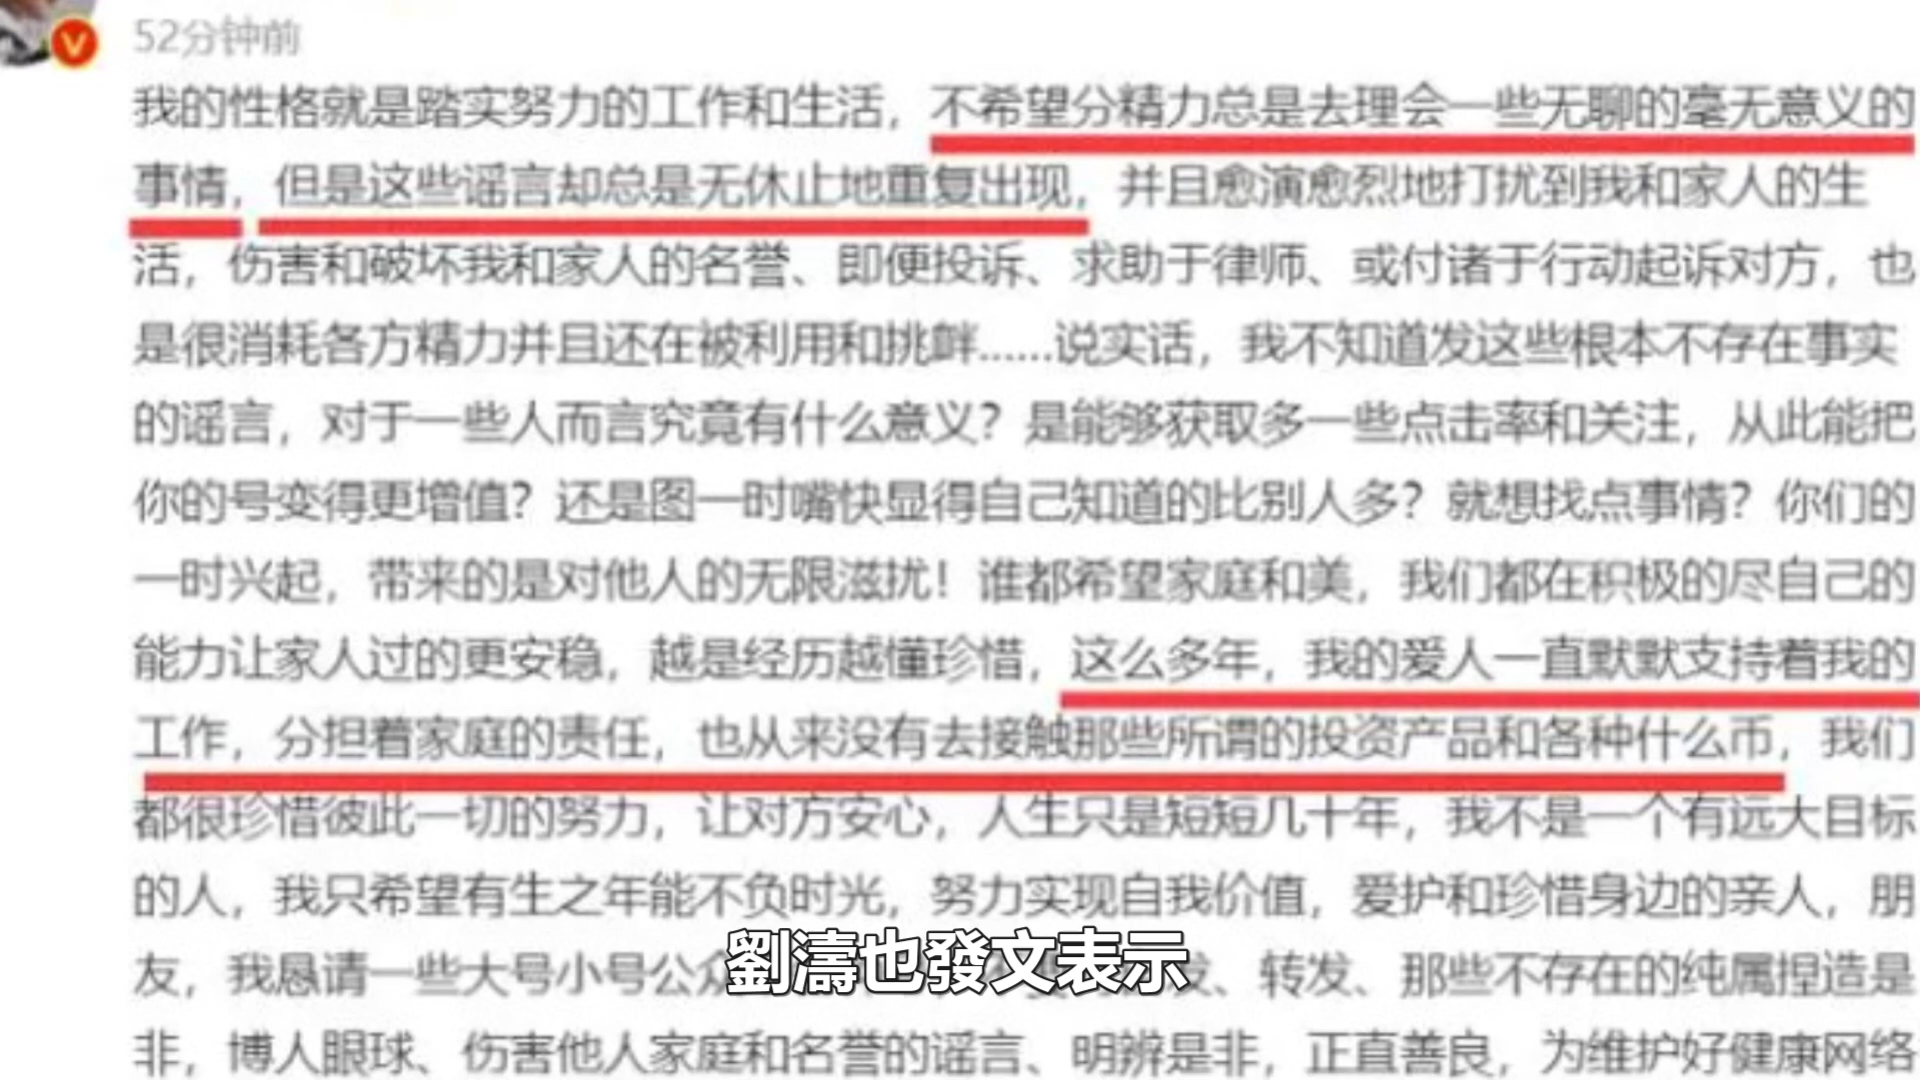 52分钟前
我的性格就是踏实努力的工作和生活，不希望分精力总是去理会一些无聊的毫无意义的
事情，但是这些谣言却总是无休止地重复出现，并且愈演愈烈地打扰到我和家人的生
活，伤害和破坏我和家人的名誉、即便投诉、求助于律师、或付诸于行动起诉对方，也
是很消耗各方精力并且还在被利用和挑衅......说实话，我不知道发这些根本不存在事实
的谣言，对于一些人而言究竟有什么意义？是能够获取多一些点击率和关注，从此能把
你的号变得更增值？还是图一时嘴快显得自己知道的比别人多？就想找点事情？你们的
一时兴起，带来的是对他人的无限滋扰！谁都希望家庭和美，我们都在积极的尽自己的
能力让家人过的更安稳，越是经历越懂珍惜，这么多年，我的爱人一直默默支持着我的
工作，分担着家庭的责任，也从来没有去接触那些所谓的投资产品和各种什么币，我们
都很珍惜彼此一切的努力，让对方安心，人生只是短短几十年，我不是一个有远大目标
的人，我只希望有生之年能不负时光，努力实现自我价值，爱护和珍惜身边的亲人，朋
友，我恳请一些大号小号公众 发、转发、那些不存在的纯属捏造是
劉濤也發文表示
非，博人眼球、伤害他人家庭和名誉的谣言、明辨是非，正直善良，为维护好健康网络